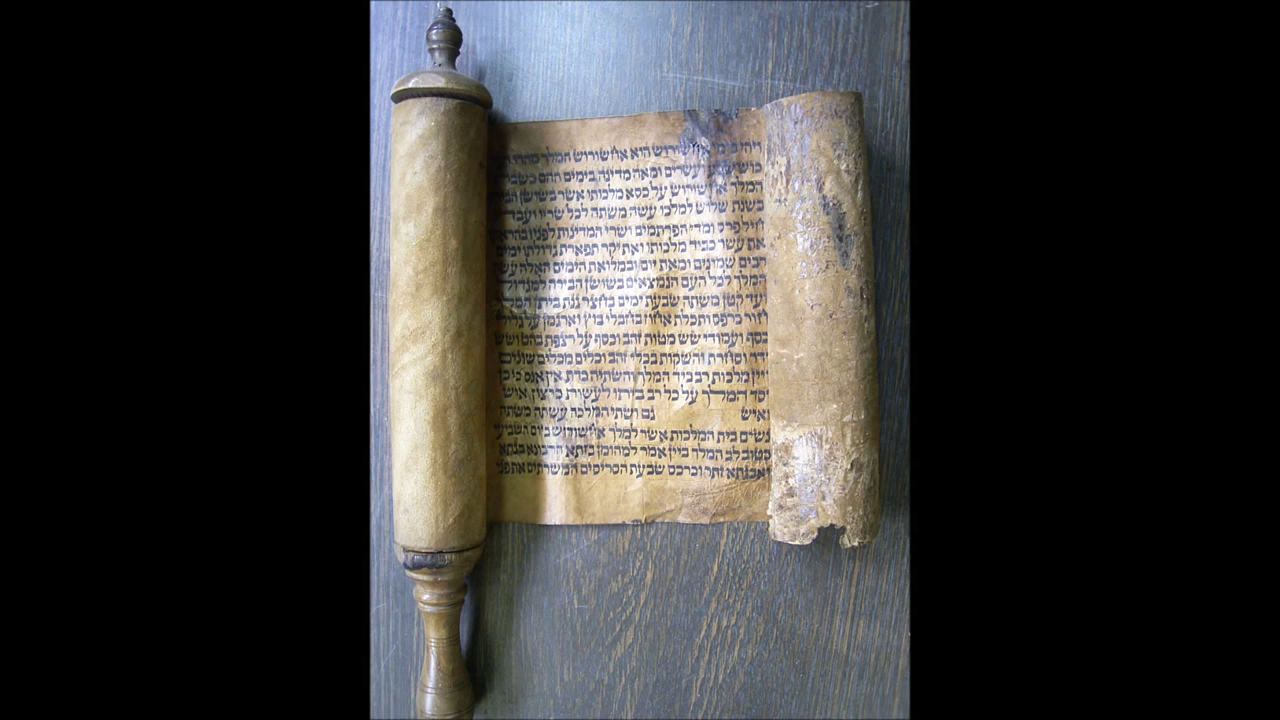 ויהי בימי אחשורוש הוא אחשורוש המלך מהדו
כוש עשרים ומאה מדינה בימים ההם כשבת
המלך אחשורוש על כסא מלכותו אשר בשושן
בשנת שלוש למלכו עשה משתה לכל שריו
חיל פרס ומדי הפרתמים ושרי המדינות לפניו בהראתו
את עשר כבוד מלכותו ואת יקר תפארת גדולתו ימים
רבים שמונים ומאת יום ובמלואת הימים האלה עשה
המלך לכל העם הנמצאים בשושן הבירה למגדול
ועד קטן משתה שבעת ימים בחצר גנת ביתן
חור כרפס ותכלת אחוז בחבלי בוץ וארגמן על גלילי
כסף ועמודי שש מטות זהב וכסף על רצפת בהט ושש
ודר וסחרת והשקות בכלי זהב וכלים מכלים שונים
ויין מלכות רב כיד המלך והשתיה כדת אין אנס כי כן
יסד המלך על כל רב ביתו לעשות כרצון איש
ואיש גם ושתי המלכה עשתה משתה
נשים בית המלכות אשר למלך אחשורוש ביום השביעי
כטוב לב המלך ביין אמר למהומן בזתא חרבונא בגתא
ואבגתא זתר וכרכס שבעת הסריסים המשרתים את פני